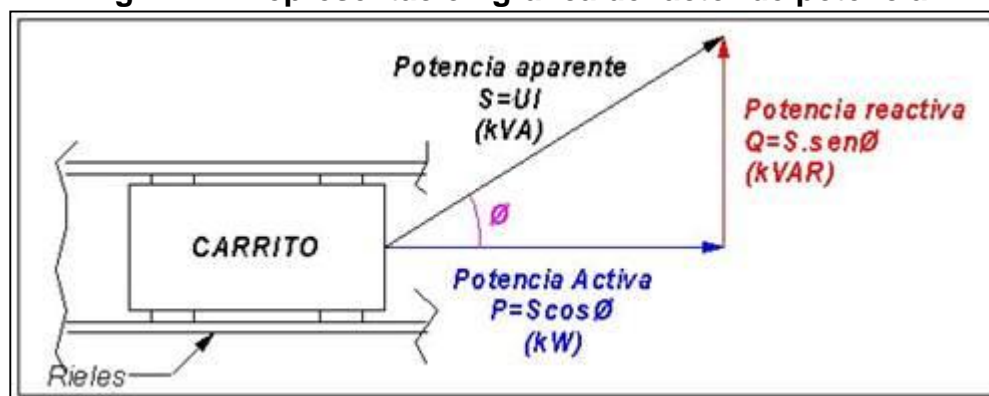 Potencia aparente
S=UI
(kVA)
Potencia reactiva
Q=S.senØ
(kVAR)
Ø
CARRITO
Potencia Activa
P=ScosØ
(kW)
Rieles